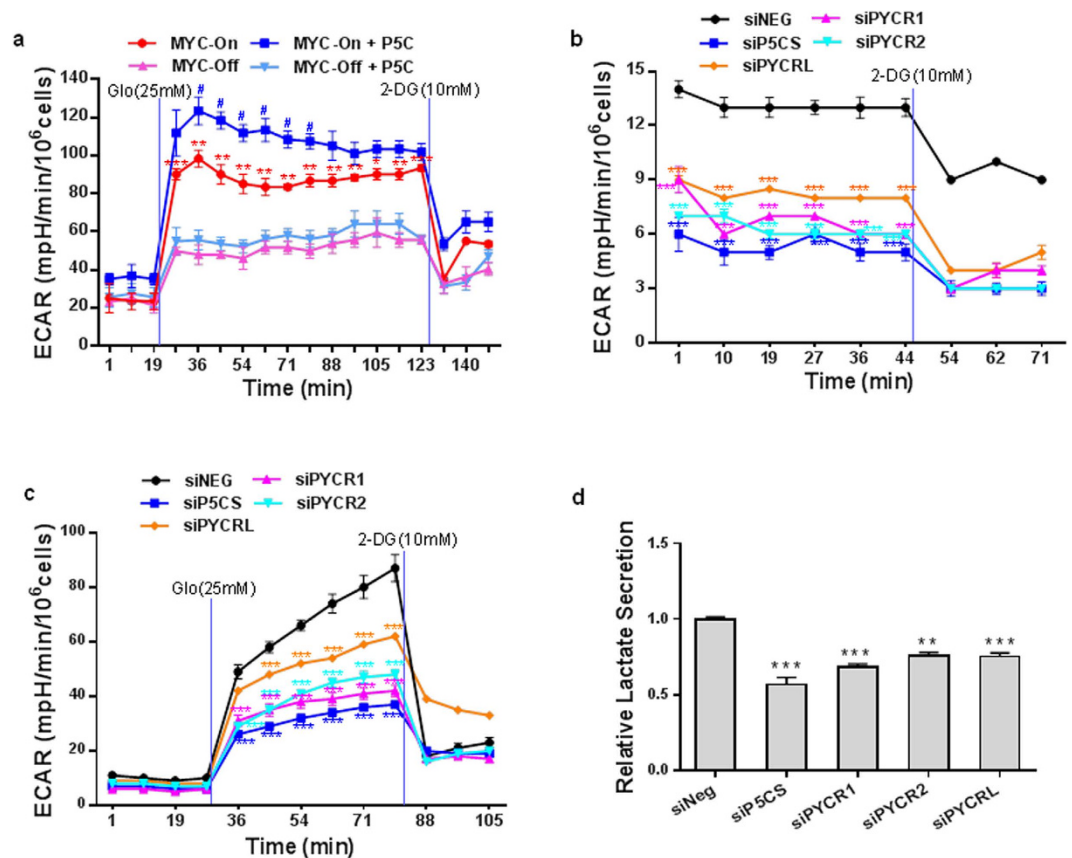 a
MYC-On MYC-On + P5C
MYC-Off MYC-Off + P5C
Glo(25mM) 2-DG(10mM)
ECAR (mpH/min/10⁶cells)
140
120
100
80
60
40
20
0
# # # # # #
*** ** ** ** ** ** ** ** ** * ** ***
1 19 36 54 71 88 105 123 140
Time (min)
b
siNEG siPYCR1
siP5CS siPYCR2
siPYCRL
2-DG(10mM)
ECAR (mpH/min/10⁶cells)
15
12
9
6
3
0
*** *** *** *** *** ***
*** *** *** *** *** ***
*** *** *** *** *** ***
*** *** *** *** *** ***
1 10 19 27 36 44 54 62 71
Time (min)
c
siNEG siPYCR1
siP5CS siPYCR2
siPYCRL
Glo(25mM) 2-DG(10mM)
ECAR (mpH/min/10⁶cells)
100
80
60
40
20
0
*** *** *** *** ***
*** *** *** *** *** ***
*** *** *** *** *** ***
*** *** *** *** *** ***
1 19 36 54 71 88 105
Time (min)
d
Relative Lactate Secretion
1.5
1.0
0.5
0.0
*** *** ** ***
siNeg siP5CS siPYCR1 siPYCR2 siPYCRL